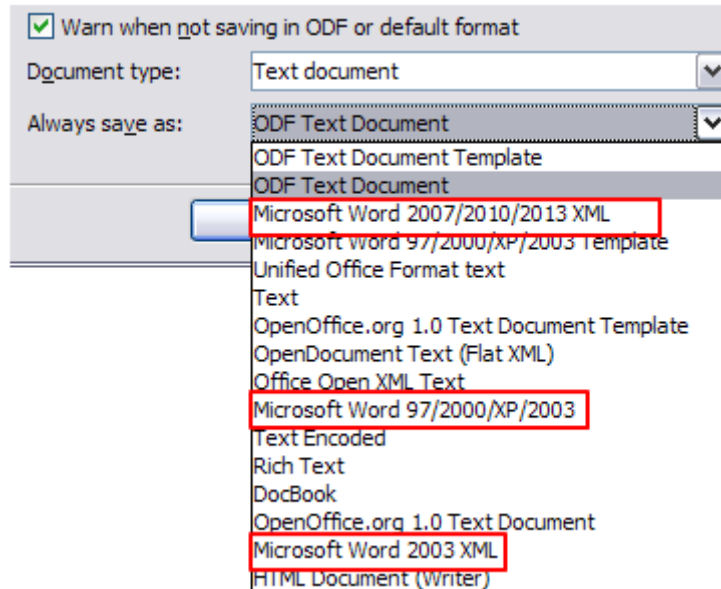 Warn when not saving in ODF or default format
Document type: Text document
Always save as: ODF Text Document
ODF Text Document Template
ODF Text Document
Microsoft Word 2007/2010/2013 XML
Microsoft Word 97/2000/XP/2003 Template
Unified Office Format text
Text
OpenOffice.org 1.0 Text Document Template
OpenDocument Text (Flat XML)
Office Open XML Text
Microsoft Word 97/2000/XP/2003
Text Encoded
Rich Text
DocBook
OpenOffice.org 1.0 Text Document
Microsoft Word 2003 XML
HTML Document (Writer)